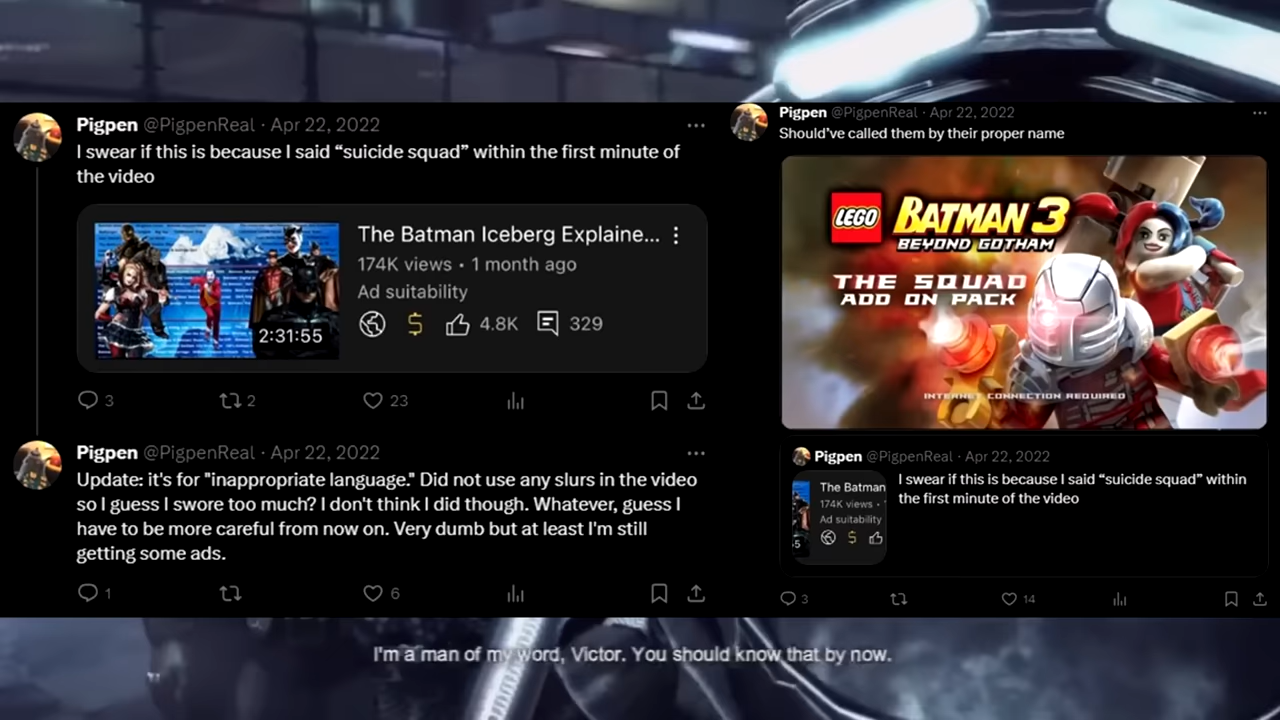 Pigpen @PigpenReal · Apr 22, 2022
I swear if this is because I said “suicide squad” within the first minute of
the video
The Batman Iceberg Explaine...
174K views • 1 month ago
Ad suitability
4.8K 329
2:31:55
3 2 23
Pigpen @PigpenReal · Apr 22, 2022
Update: it's for "inappropriate language." Did not use any slurs in the video
so I guess I swore too much? I don't think I did though. Whatever, guess I
have to be more careful from now on. Very dumb but at least I'm still
getting some ads.
1 6
Pigpen @PigpenReal · Apr 22, 2022
Should’ve called them by their proper name
LEGO BATMAN 3
BEYOND GOTHAM
THE SQUAD
ADD ON PACK
INTERNET CONNECTION REQUIRED
Pigpen @PigpenReal · Apr 22, 2022
I swear if this is because I said “suicide squad” within
the first minute of the video
The Batman
174K views •
Ad suitability
5
3 14
I'm a man of my word, Victor. You should know that by now.